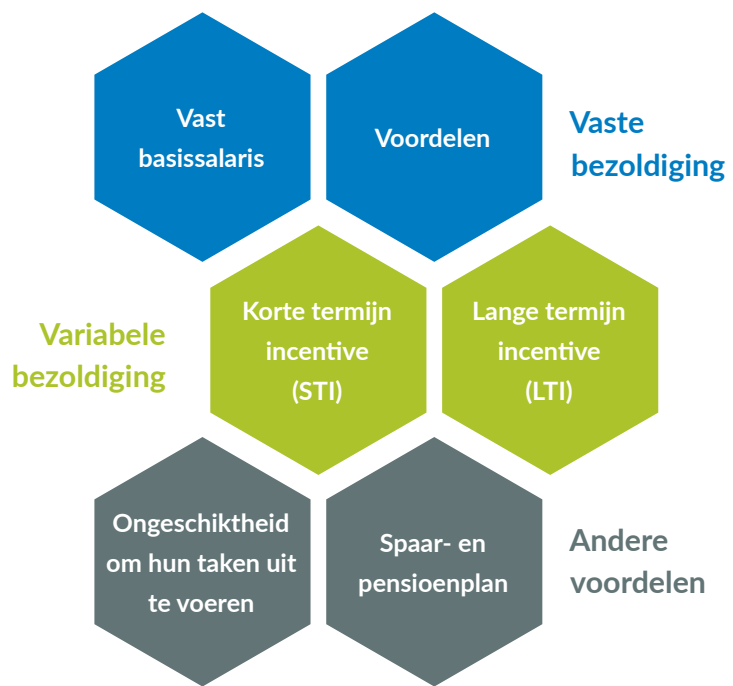 Vast
basissalaris
Voordelen
Vaste
bezoldiging
Variabele
bezoldiging
Korte termijn
incentive
(STI)
Lange termijn
incentive
(LTI)
Ongeschiktheid
om hun taken uit
te voeren
Spaar- en
pensioenplan
Andere
voordelen